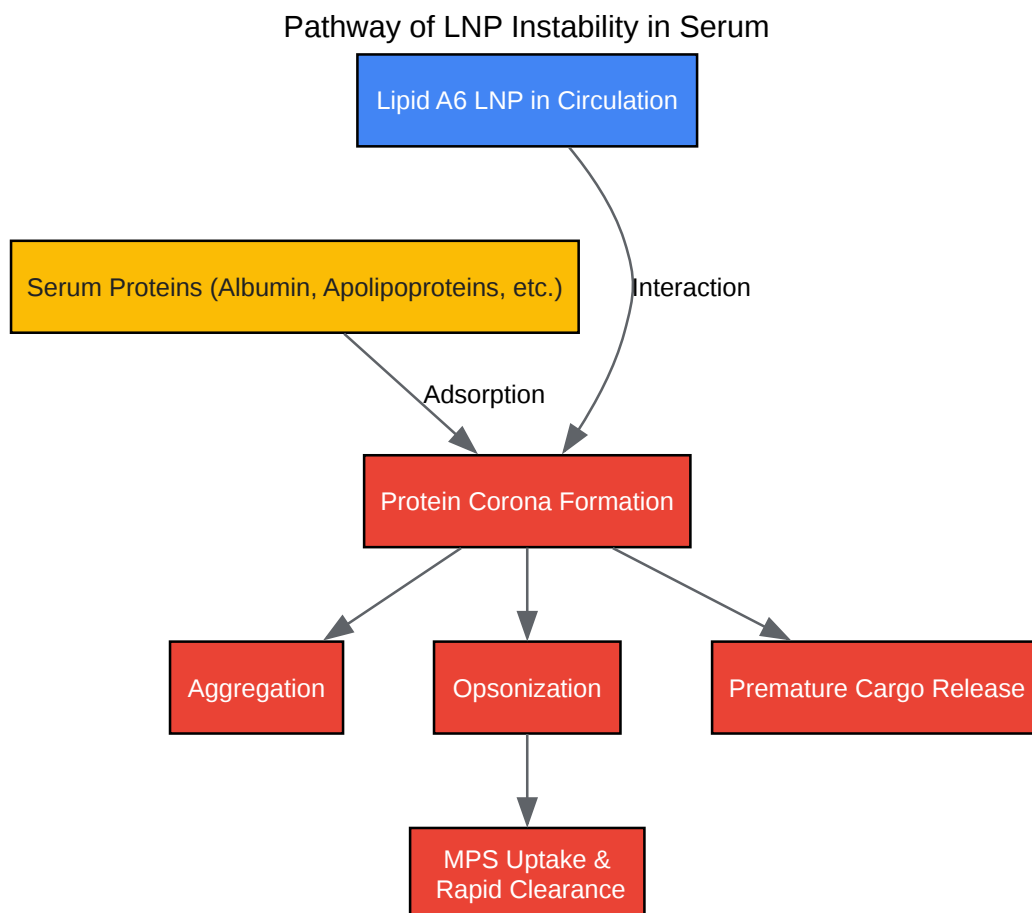 Pathway of LNP Instability in Serum
Lipid A6 LNP in Circulation
Serum Proteins (Albumin, Apolipoproteins, etc.)
Interaction
Adsorption
Protein Corona Formation
Aggregation
Opsonization
Premature Cargo Release
MPS Uptake &
Rapid Clearance